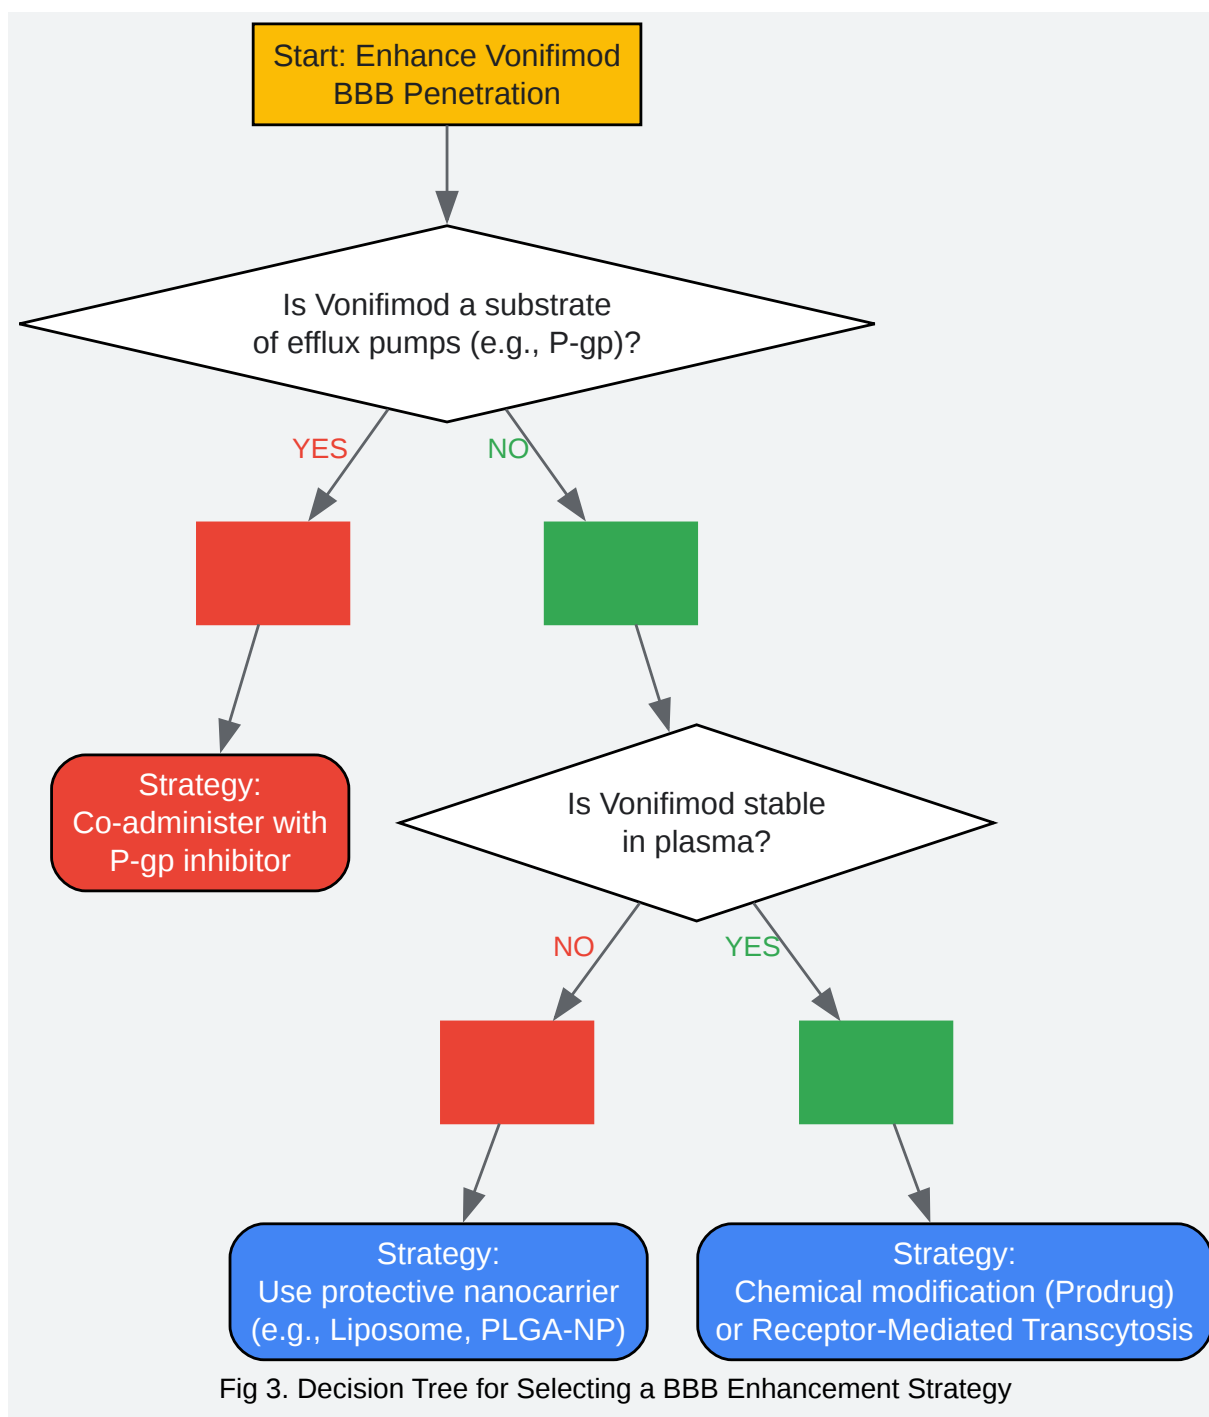 Start: Enhance Vonifimod
BBB Penetration
Is Vonifimod a substrate
of efflux pumps (e.g., P-gp)?
YES
NO
Strategy:
Co-administer with
P-gp inhibitor
Is Vonifimod stable
in plasma?
NO
YES
Strategy:
Use protective nanocarrier
(e.g., Liposome, PLGA-NP)
Strategy:
Chemical modification (Prodrug)
or Receptor-Mediated Transcytosis
Fig 3. Decision Tree for Selecting a BBB Enhancement Strategy